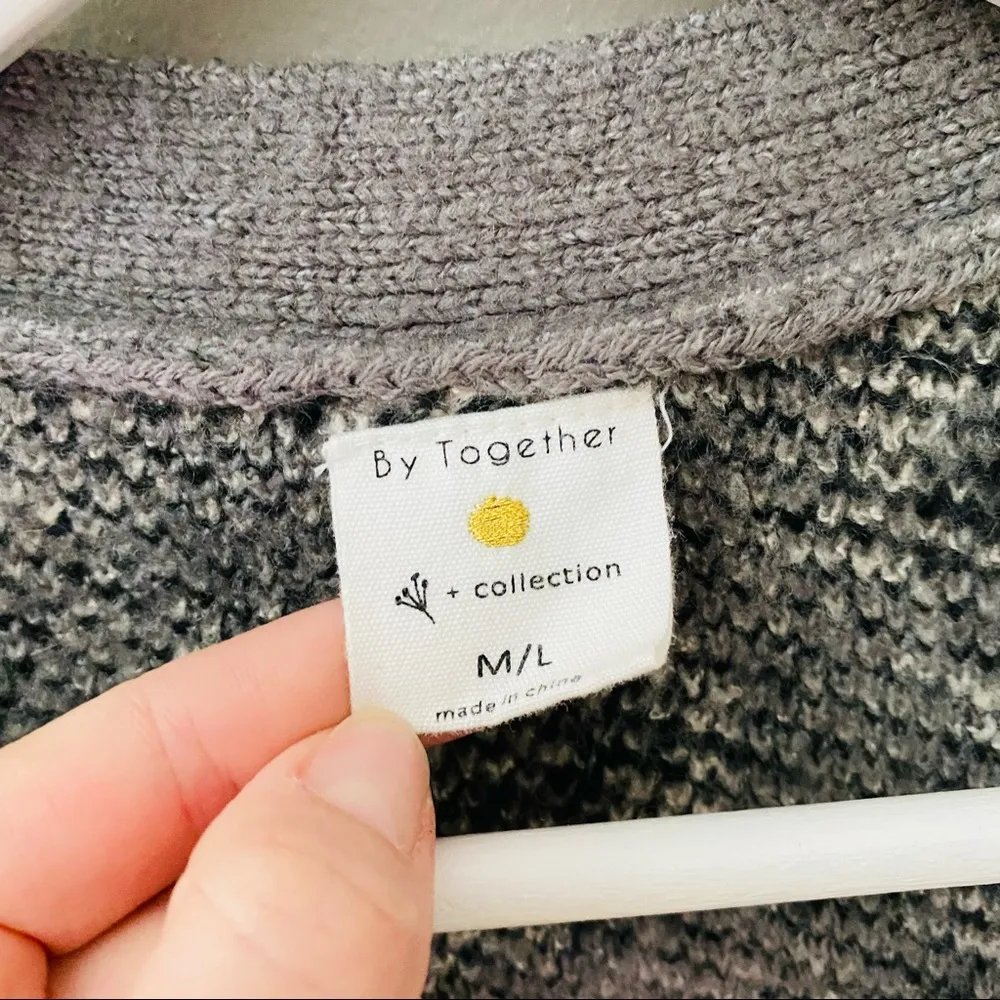 By Together
+ collection
M/L
made in china